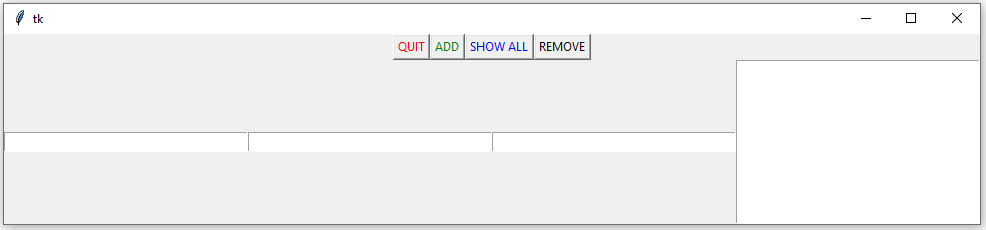 tk
QUIT ADD SHOW ALL REMOVE